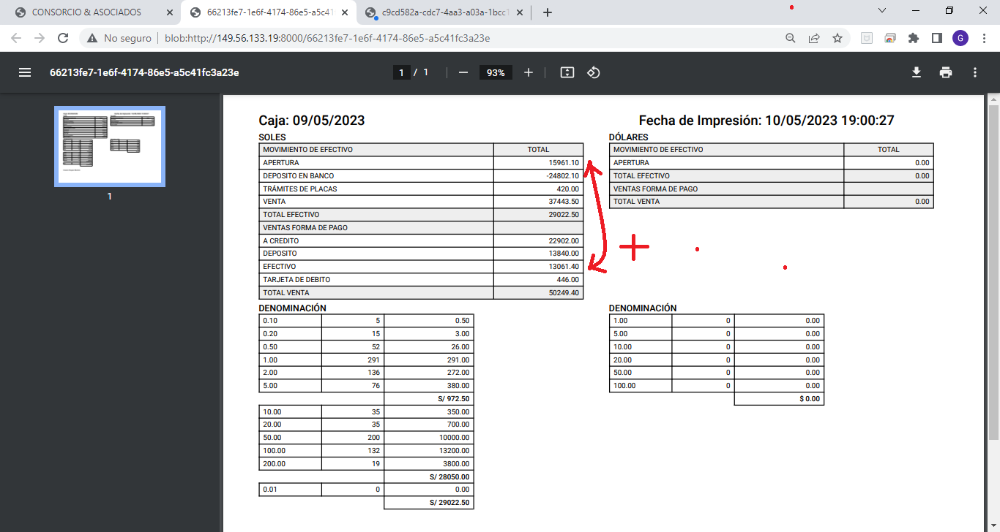 CONSORCIO & ASOCIADOS
66213fe7-1e6f-4174-86e5-a5c41
c9cd582a-cdc7-4aa3-a03a-1bcc1
No seguro
blob:http://149.56.133.19:8000/66213fe7-1e6f-4174-86e5-a5c41fc3a23e
G
66213fe7-1e6f-4174-86e5-a5c41fc3a23e
1 / 1
93%
1
Caja: 09/05/2023
Fecha de Impresión: 10/05/2023 19:00:27
SOLES
MOVIMIENTO DE EFECTIVO TOTAL
APERTURA 15961.10
DEPOSITO EN BANCO -24802.10
TRÁMITES DE PLACAS 420.00
VENTA 37443.50
TOTAL EFECTIVO 29022.50
VENTAS FORMA DE PAGO
A CREDITO 22902.00
DEPOSITO 13840.00
EFECTIVO 13061.40
TARJETA DE DEBITO 446.00
TOTAL VENTA 50249.40
DÓLARES
MOVIMIENTO DE EFECTIVO TOTAL
APERTURA 0.00
TOTAL EFECTIVO 0.00
VENTAS FORMA DE PAGO
TOTAL VENTA 0.00
+
DENOMINACIÓN
0.10 5 0.50
0.20 15 3.00
0.50 52 26.00
1.00 291 291.00
2.00 136 272.00
5.00 76 380.00
S/ 972.50
10.00 35 350.00
20.00 35 700.00
50.00 200 10000.00
100.00 132 13200.00
200.00 19 3800.00
S/ 28050.00
0.01 0 0.00
S/ 29022.50
DENOMINACIÓN
1.00 0 0.00
5.00 0 0.00
10.00 0 0.00
20.00 0 0.00
50.00 0 0.00
100.00 0 0.00
$ 0.00